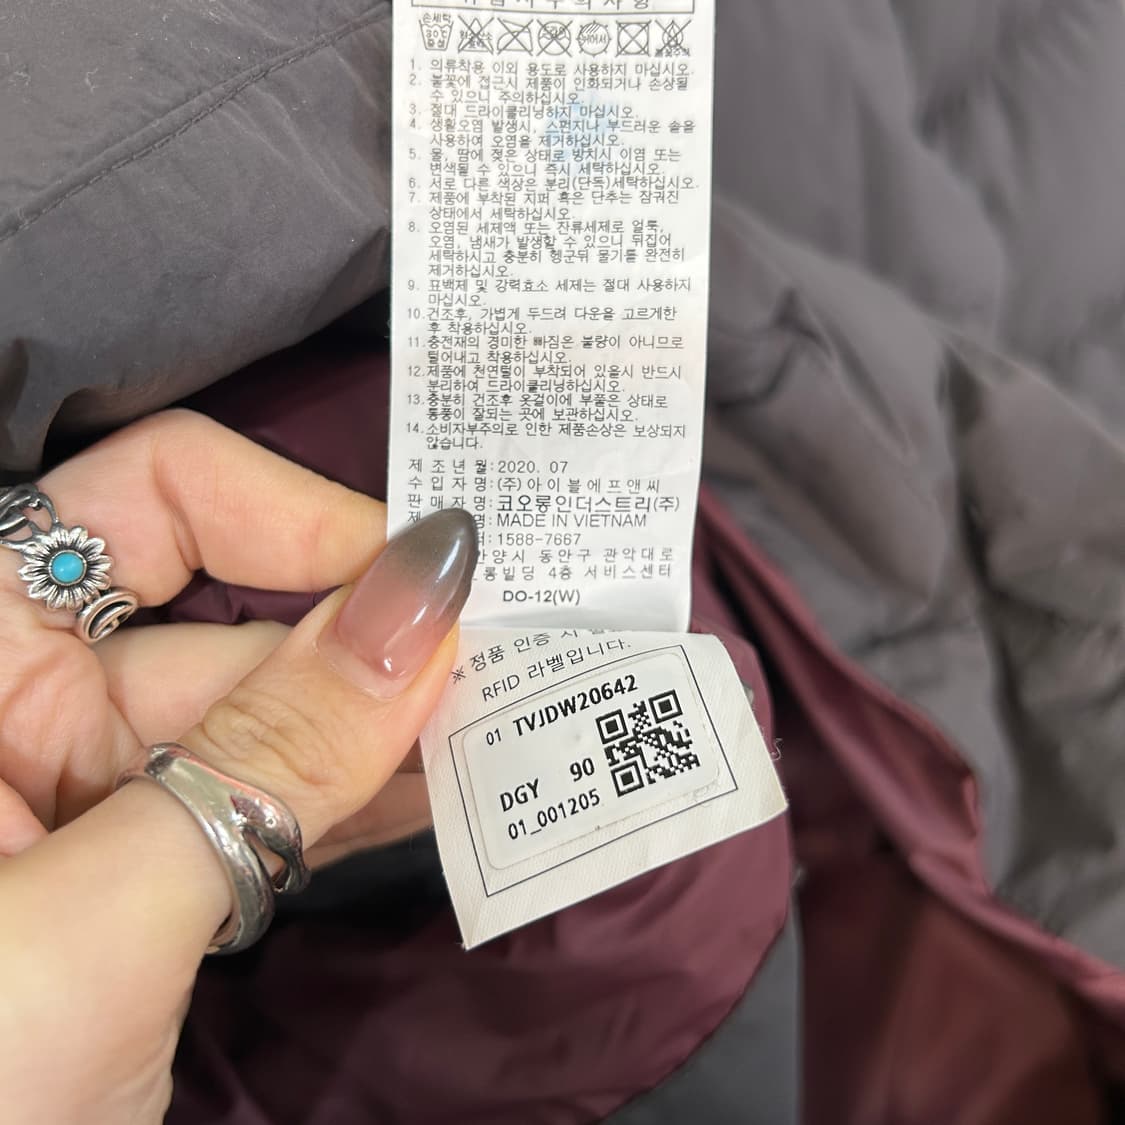 취 급 시 주 의 사 항
손세탁
30℃
중성
1. 의류착용 이외 용도로 사용하지 마십시오.
2. 불꽃에 접근시 제품이 인화되거나 손상될
수 있으니 주의하십시오.
3. 절대 드라이클리닝하지 마십시오.
4. 생활오염 발생시, 스펀지나 부드러운 솔을
사용하여 오염을 제거하십시오.
5. 물, 땀에 젖은 상태로 방치시 이염 또는
변색될 수 있으니 즉시 세탁하십시오.
6. 서로 다른 색상은 분리(단독)세탁하십시오.
7. 제품에 부착된 지퍼 혹은 단추는 잠궈진
상태에서 세탁하십시오.
8. 오염된 세제액 또는 잔류세제로 얼룩,
오염, 냄새가 발생할 수 있으니 뒤집어
세탁하시고 충분히 헹군뒤 물기를 완전히
제거하십시오.
9. 표백제 및 강력효소 세제는 절대 사용하지
마십시오.
10.건조후, 가볍게 두드려 다운을 고르게한
후 착용하십시오.
11.충전재의 경미한 빠짐은 불량이 아니므로
털어내고 착용하십시오.
12.제품에 천연털이 부착되어 있을시 반드시
분리하여 드라이클리닝하십시오.
13.충분히 건조후 옷걸이에 부풀은 상태로
통풍이 잘되는 곳에 보관하십시오.
14.소비자부주의로 인한 제품손상은 보상되지
않습니다.
제 조 년 월:2020. 07
수 입 자 명:(주)아이블에프앤씨
판 매 자 명:코오롱인더스트리(주)
제 명:MADE IN VIETNAM
:1588-7667
안양시 동안구 관악대로
롱빌딩 4층 서비스센터
DO-12(W)
※ 정품 인증 시
RFID 라벨입니다.
01 TVJDW20642
DGY 90
01_001205